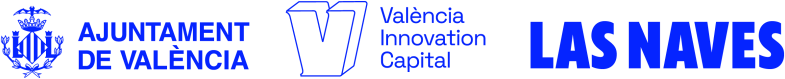 AJUNTAMENT
DE VALÈNCIA
València
Innovation
Capital
LAS NAVES